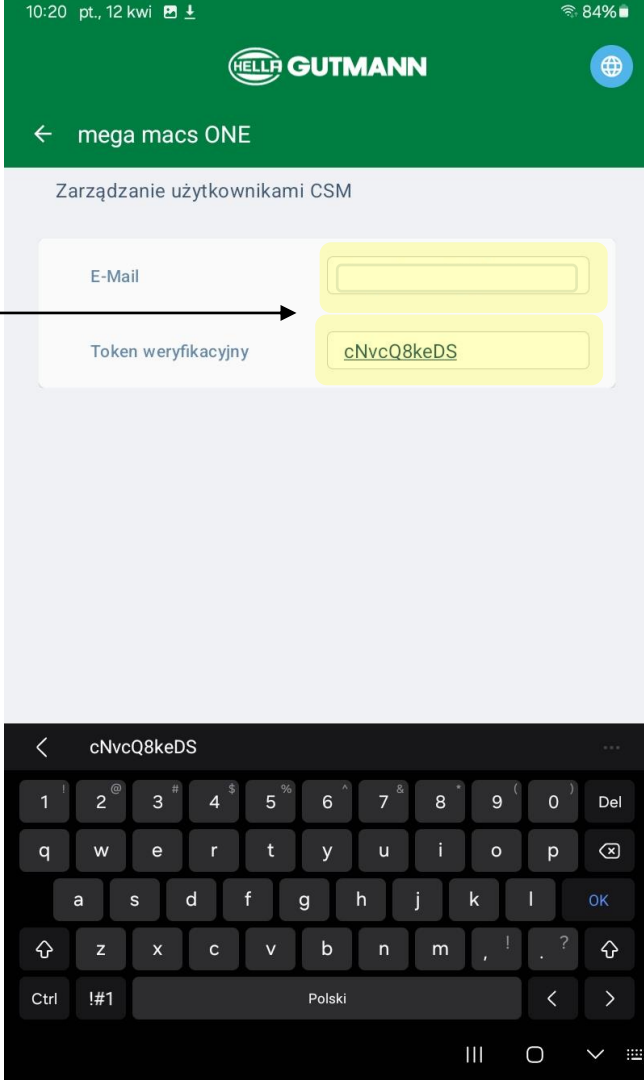 10:20 pt., 12 kwi 84%
HELLA GUTMANN
mega macs ONE
Zarządzanie użytkownikami CSM
E-Mail
Token weryfikacyjny cNvcQ8keDS
cNvcQ8keDS
1 ! 2 @ 3 # 4 $ 5 % 6 ^ 7 & 8 * 9 ( 0 ) Del
q w e r t y u i o p
a s d f g h j k l OK
z x c v b n m , ! . ?
Ctrl !#1 Polski < >